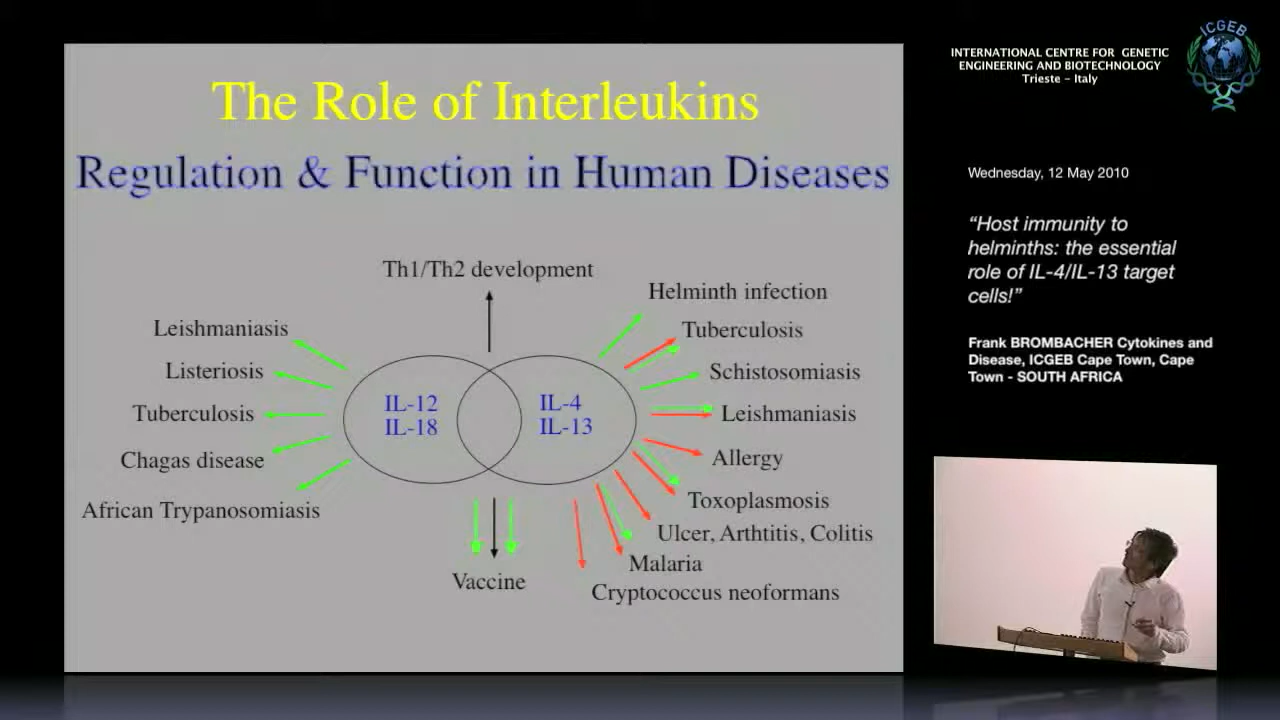 The Role of Interleukins
Regulation & Function in Human Diseases
Th1/Th2 development
Leishmaniasis
Listeriosis
Tuberculosis
Chagas disease
African Trypanosomiasis
IL-12
IL-18
IL-4
IL-13
Helminth infection
Tuberculosis
Schistosomiasis
Leishmaniasis
Allergy
Toxoplasmosis
Ulcer, Arthtitis, Colitis
Malaria
Cryptococcus neoformans
Vaccine
INTERNATIONAL CENTRE FOR GENETIC
ENGINEERING AND BIOTECHNOLOGY
Trieste - Italy
ICGEB
Wednesday, 12 May 2010
“Host immunity to
helminths: the essential
role of IL-4/IL-13 target
cells!”
Frank BROMBACHER Cytokines and
Disease, ICGEB Cape Town, Cape
Town - SOUTH AFRICA